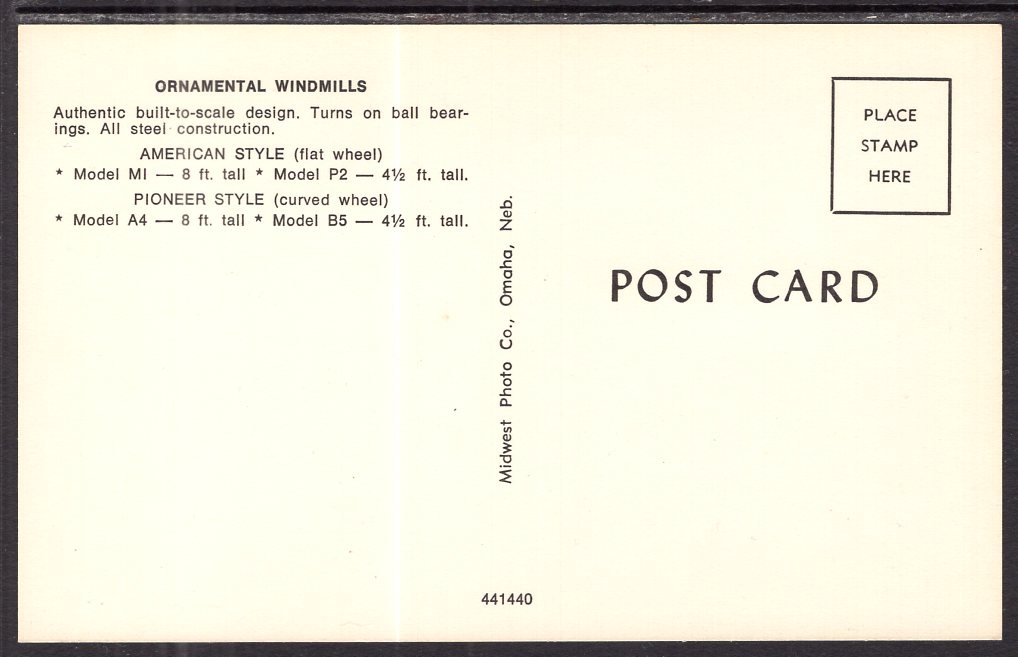 ORNAMENTAL WINDMILLS
Authentic built-to-scale design. Turns on ball bear-
ings. All steel construction.
AMERICAN STYLE (flat wheel)
* Model MI — 8 ft. tall * Model P2 — 4½ ft. tall.
PIONEER STYLE (curved wheel)
* Model A4 — 8 ft. tall * Model B5 — 4½ ft. tall.
Midwest Photo Co., Omaha, Neb.
PLACE
STAMP
HERE
POST CARD
441440